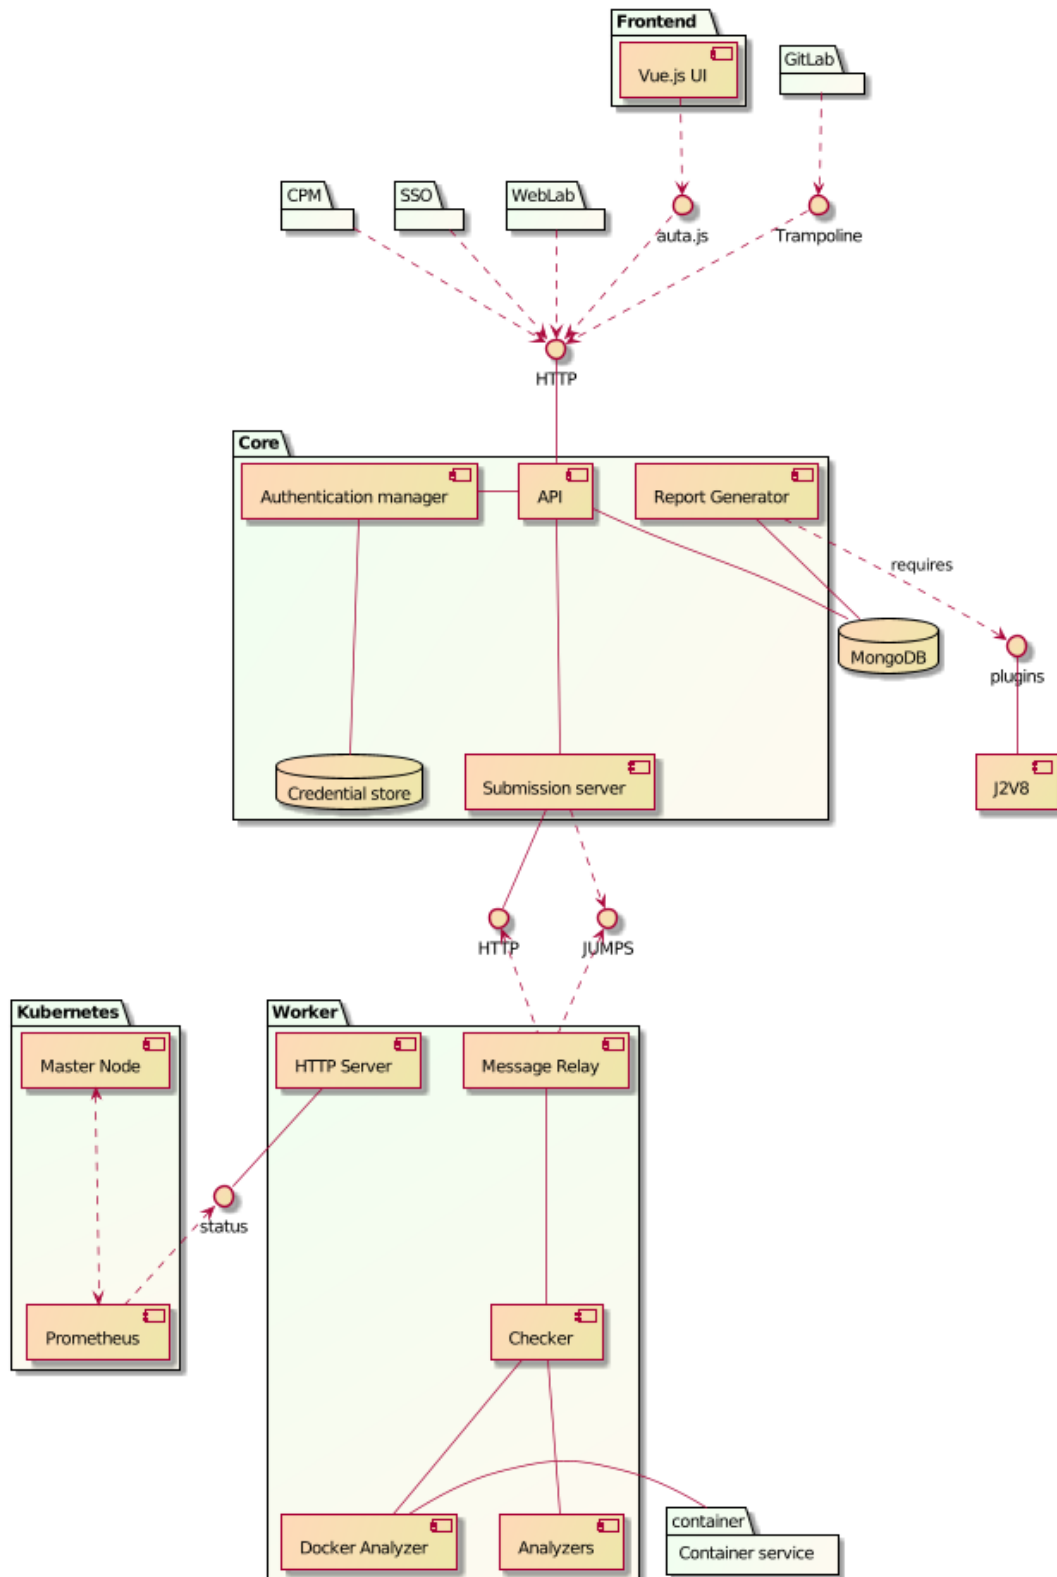 Frontend
Vue.js UI
GitLab
CPM
SSO
WebLab
auta.js
Trampoline
HTTP
Core
Authentication manager
API
Report Generator
requires
MongoDB
plugins
Credential store
Submission server
J2V8
HTTP
JUMPS
Kubernetes
Worker
Master Node
HTTP Server
Message Relay
status
Prometheus
Checker
container
Docker Analyzer
Analyzers
Container service